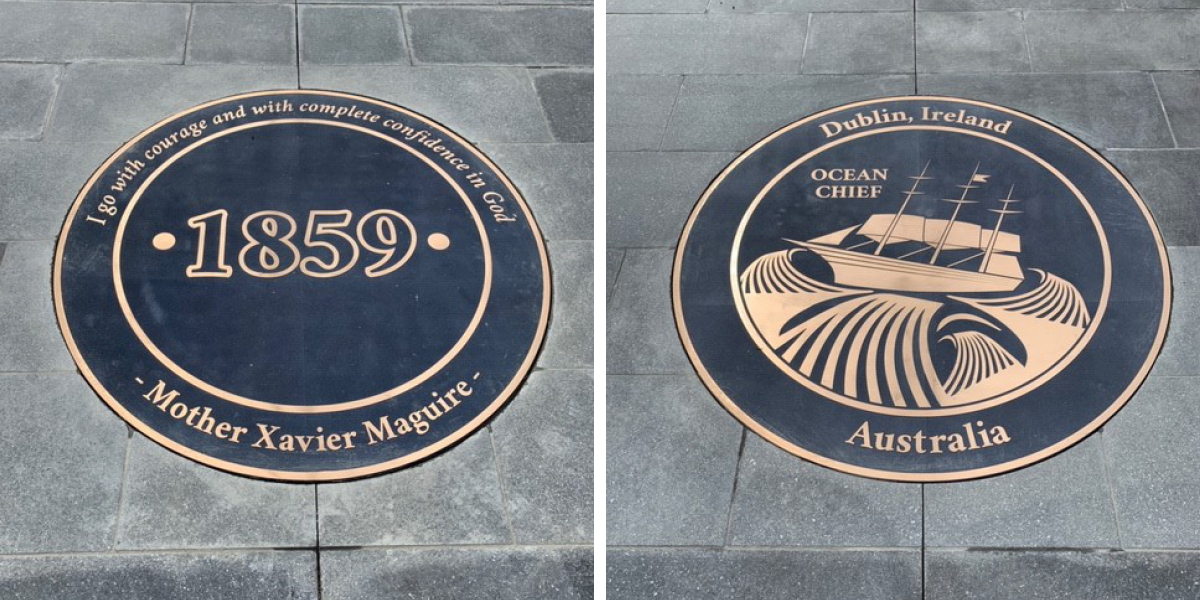 I go with courage and with complete confidence in God
1859
- Mother Xavier Maguire -
Dublin, Ireland
OCEAN
CHIEF
Australia